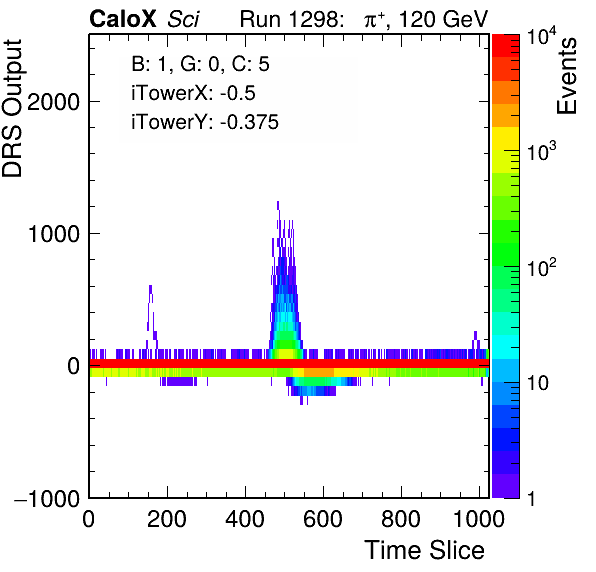 CaloX Sci Run 1298: π⁺, 120 GeV
B: 1, G: 0, C: 5
iTowerX: -0.5
iTowerY: -0.375
DRS Output
2000
1000
0
−1000
0 200 400 600 800 1000
Time Slice
Events
10⁴
10³
10²
10
1